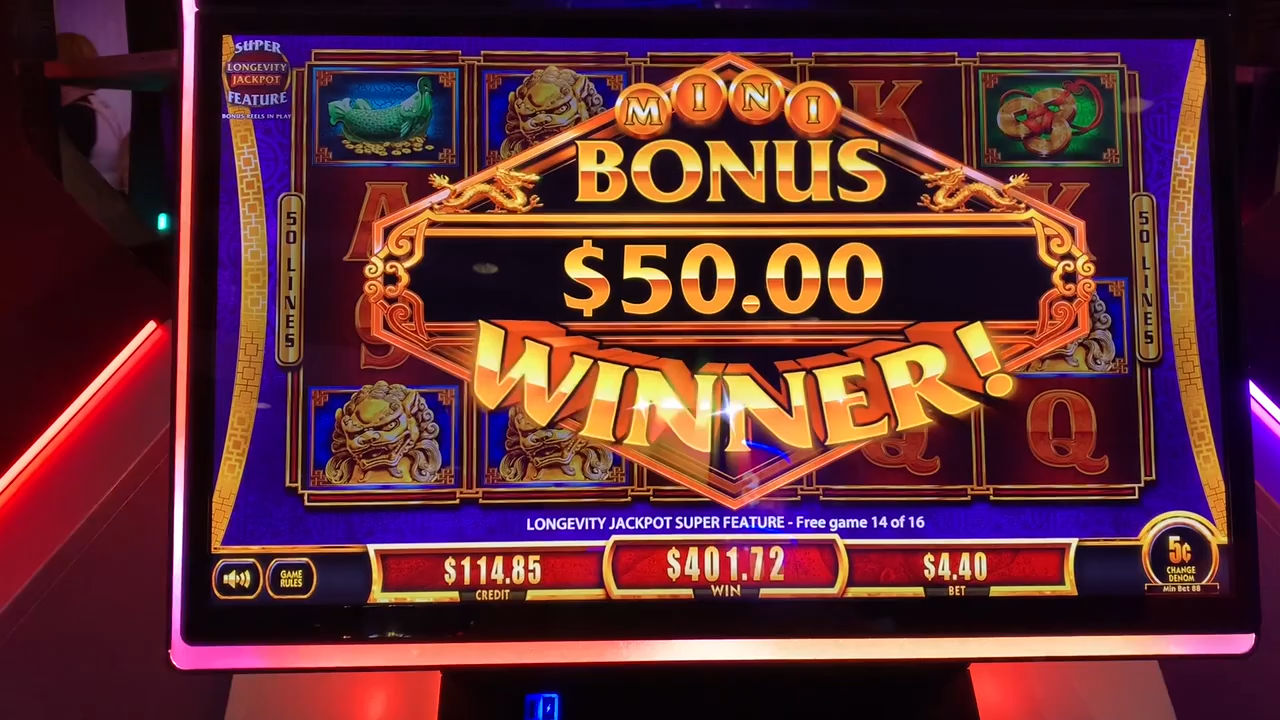 SUPER
LONGEVITY
JACKPOT
FEATURE
BONUS REELS IN PLAY
MINI
BONUS
$50.00
WINNER!
K
A
K
50 LINES
50 LINES
S
Q
Q
LONGEVITY JACKPOT SUPER FEATURE - Free game 14 of 16
GAME
RULES
$114.85
CREDIT
$401.72
WIN
$4.40
BET
5¢
CHANGE
DENOM
Min Bet 88